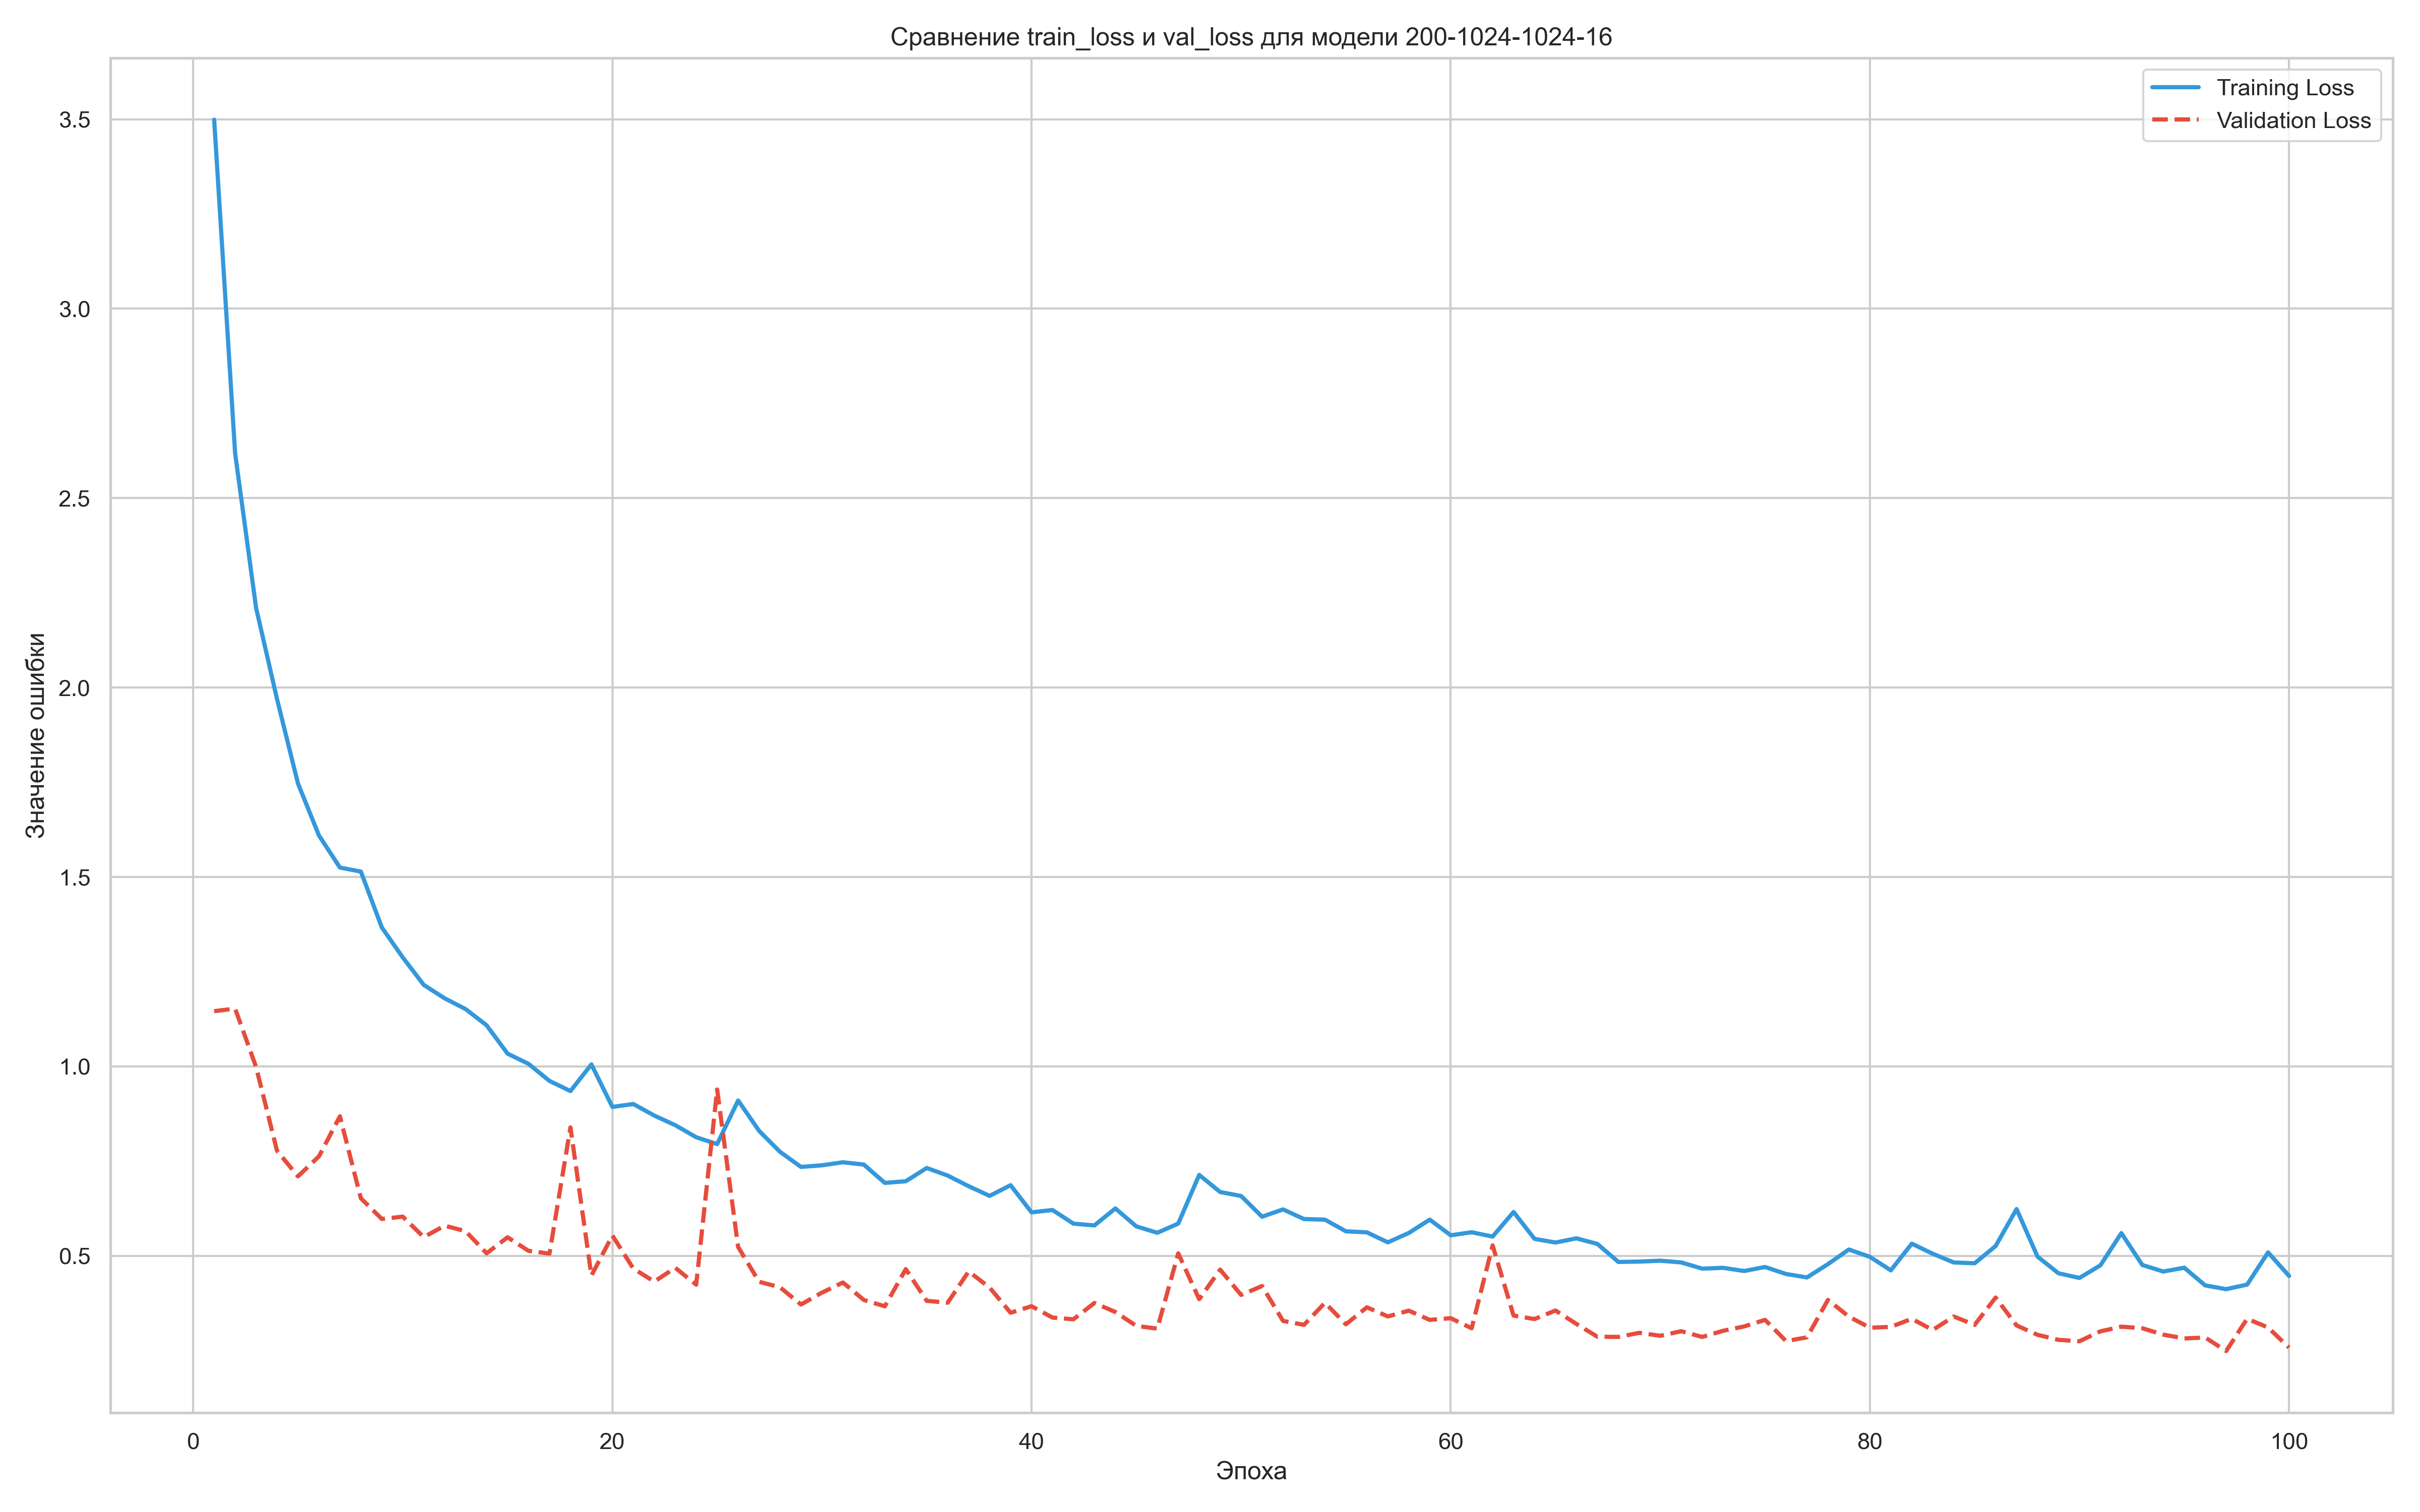 Сравнение train_loss и val_loss для модели 200-1024-1024-16
Training Loss
Validation Loss
3.5
3.0
2.5
2.0
1.5
1.0
0.5
Значение ошибки
0
20
40
60
80
100
Эпоха